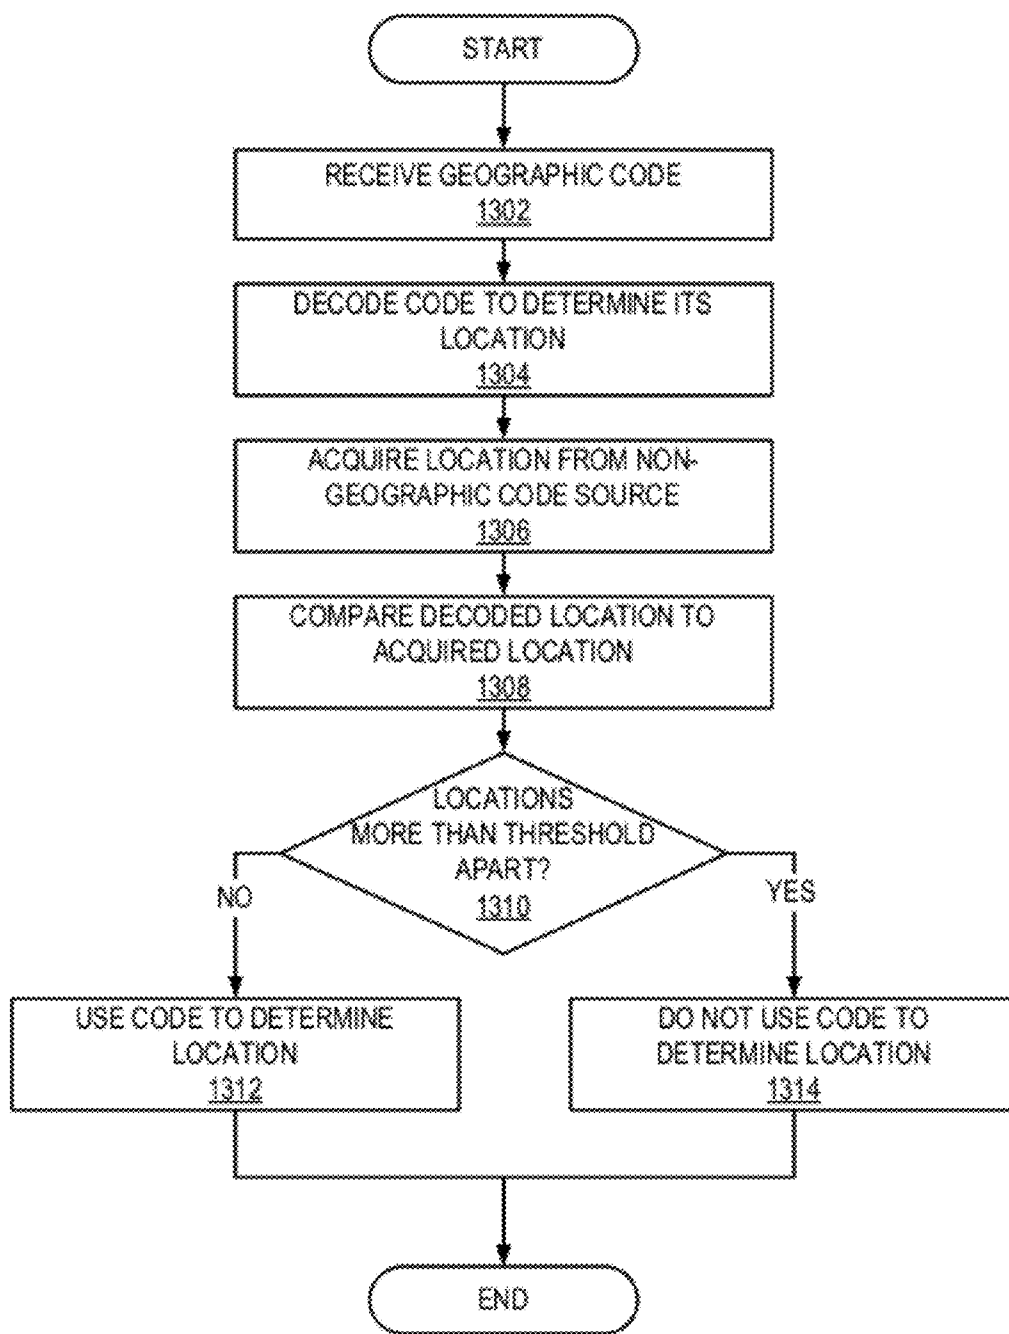 START
RECEIVE GEOGRAPHIC CODE
1302
DECODE CODE TO DETERMINE ITS
LOCATION
1304
ACQUIRE LOCATION FROM NON-
GEOGRAPHIC CODE SOURCE
1306
COMPARE DECODED LOCATION TO
ACQUIRED LOCATION
1308
LOCATIONS
MORE THAN THRESHOLD
APART?
1310
NO
YES
USE CODE TO DETERMINE
LOCATION
1312
DO NOT USE CODE TO
DETERMINE LOCATION
1314
END